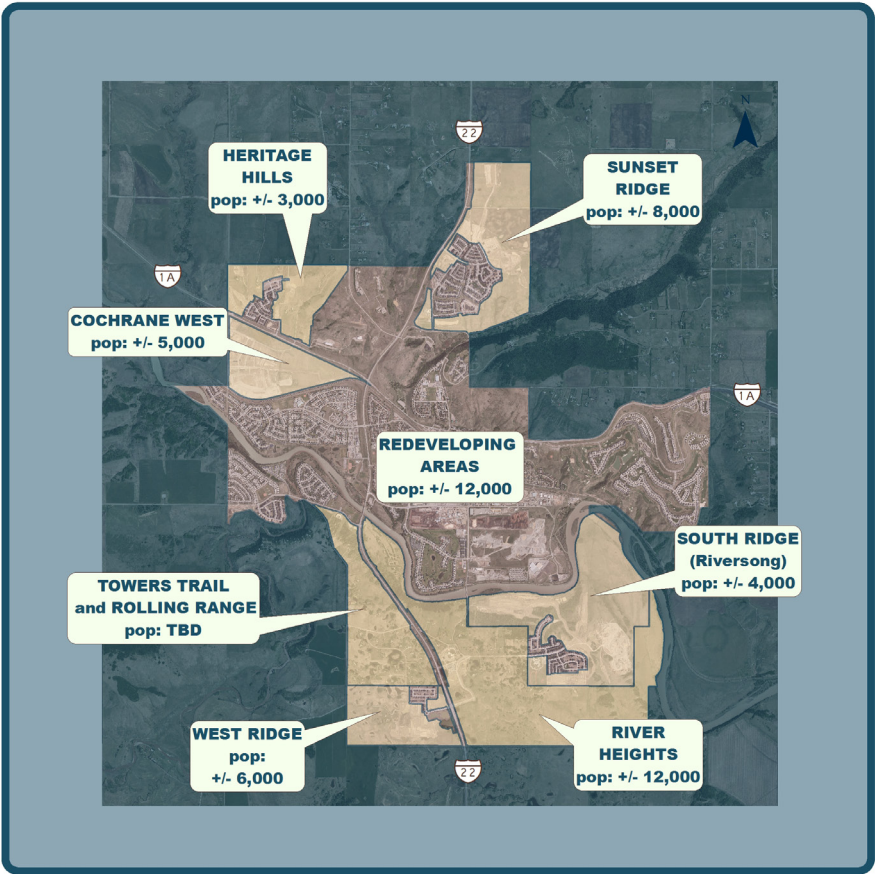 N
22
HERITAGE
HILLS
pop: +/- 3,000
SUNSET
RIDGE
pop: +/- 8,000
1A
COCHRANE WEST
pop: +/- 5,000
1A
REDEVELOPING
AREAS
pop: +/- 12,000
SOUTH RIDGE
(Riversong)
pop: +/- 4,000
TOWERS TRAIL
and ROLLING RANGE
pop: TBD
WEST RIDGE
pop:
+/- 6,000
RIVER
HEIGHTS
pop: +/- 12,000
22